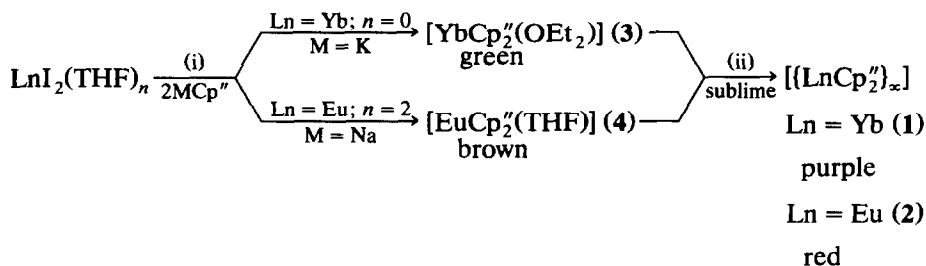 Ln = Yb; n = 0
M = K
[YbCp″₂(OEt₂)] (3)
green
LnI₂(THF)ₙ
(i)
2MCp″
Ln = Eu; n = 2
M = Na
[EuCp″₂(THF)] (4)
brown
(ii)
sublime
[{LnCp″₂}∞]
Ln = Yb (1)
purple
Ln = Eu (2)
red